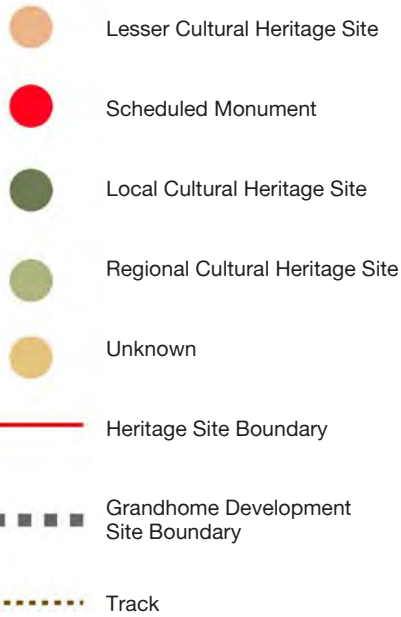 Lesser Cultural Heritage Site
Scheduled Monument
Local Cultural Heritage Site
Regional Cultural Heritage Site
Unknown
Heritage Site Boundary
Grandhome Development
Site Boundary
Track